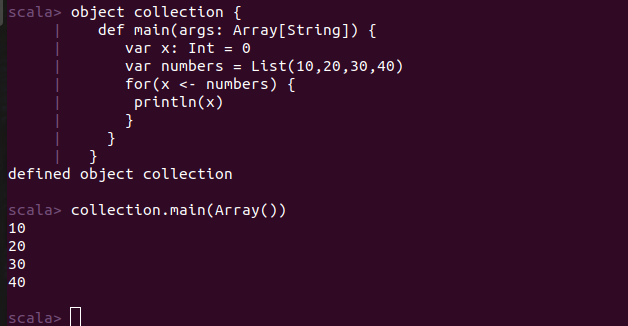 scala> object collection {
     |    def main(args: Array[String]) {
     |       var x: Int = 0
     |       var numbers = List(10,20,30,40)
     |       for(x <- numbers) {
     |        println(x)
     |       }
     |     }
     |   }
defined object collection

scala> collection.main(Array())
10
20
30
40

scala>